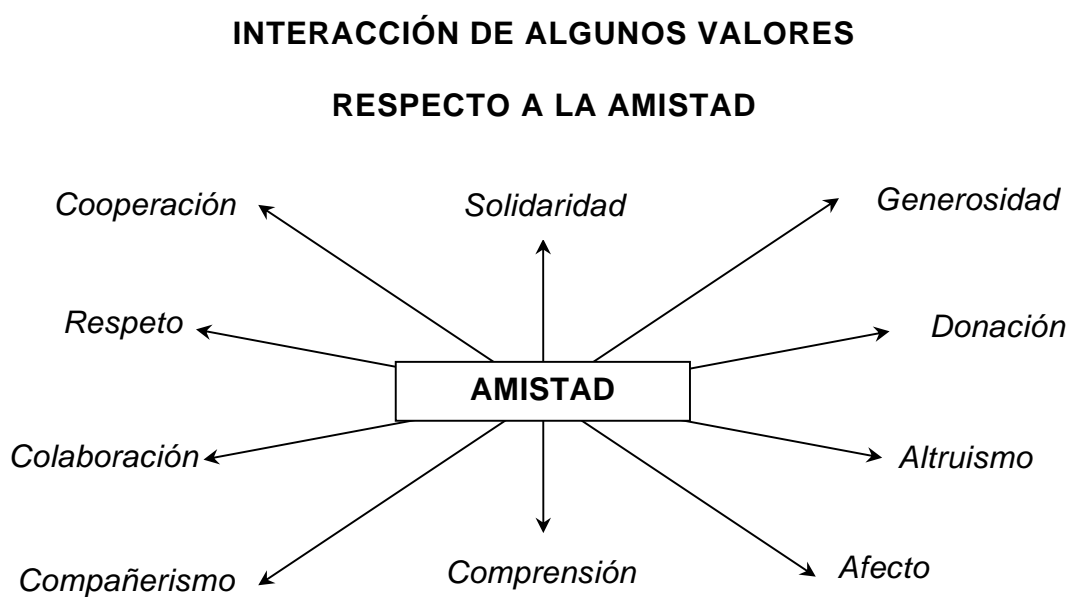 INTERACCIÓN DE ALGUNOS VALORES
RESPECTO A LA AMISTAD
Cooperación
Solidaridad
Generosidad
Respeto
Donación
AMISTAD
Colaboración
Altruismo
Compañerismo
Comprensión
Afecto